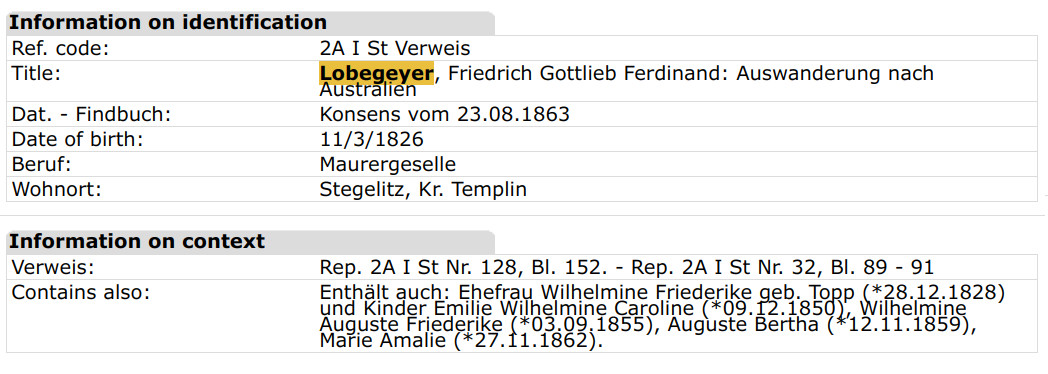 Information on identification
Ref. code: 2A I St Verweis
Title: Lobegeyer, Friedrich Gottlieb Ferdinand: Auswanderung nach
Australien
Dat. - Findbuch: Konsens vom 23.08.1863
Date of birth: 11/3/1826
Beruf: Maurergeselle
Wohnort: Stegelitz, Kr. Templin
Information on context
Verweis: Rep. 2A I St Nr. 128, Bl. 152. - Rep. 2A I St Nr. 32, Bl. 89 - 91
Contains also: Enthält auch: Ehefrau Wilhelmine Friederike geb. Topp (*28.12.1828)
und Kinder Emilie Wilhelmine Caroline (*09.12.1850), Wilhelmine
Auguste Friederike (*03.09.1855), Auguste Bertha (*12.11.1859),
Marie Amalie (*27.11.1862).